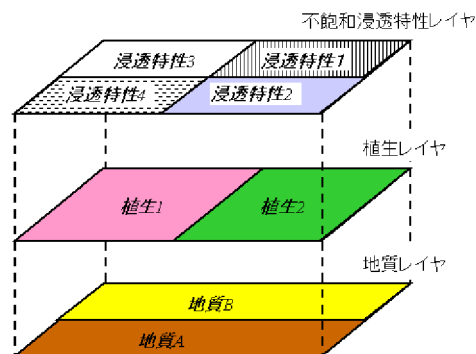 不飽和浸透特性レイヤ
浸透特性3
浸透特性1
浸透特性4
浸透特性2
植生レイヤ
植生1
植生2
地質レイヤ
地質B
地質A